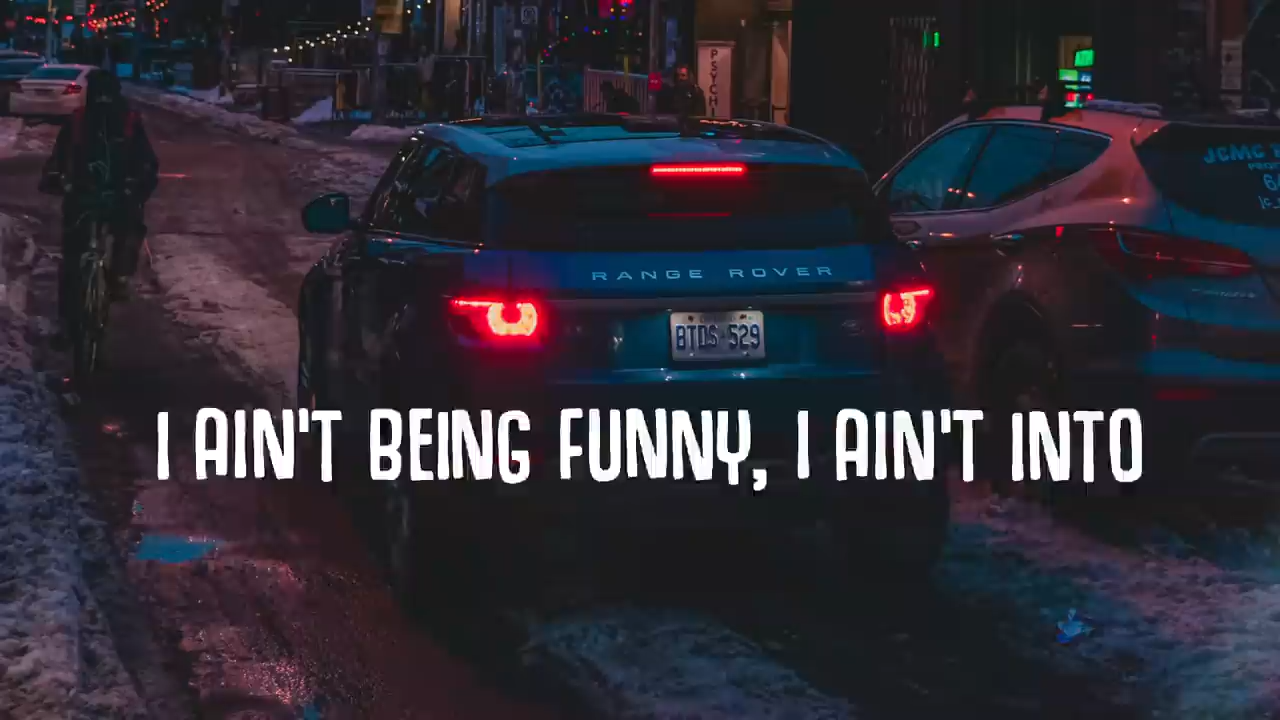 PSYCHI
RANGE ROVER
BTDS 529
JCMC
I AIN'T BEING FUNNY, I AIN'T INTO